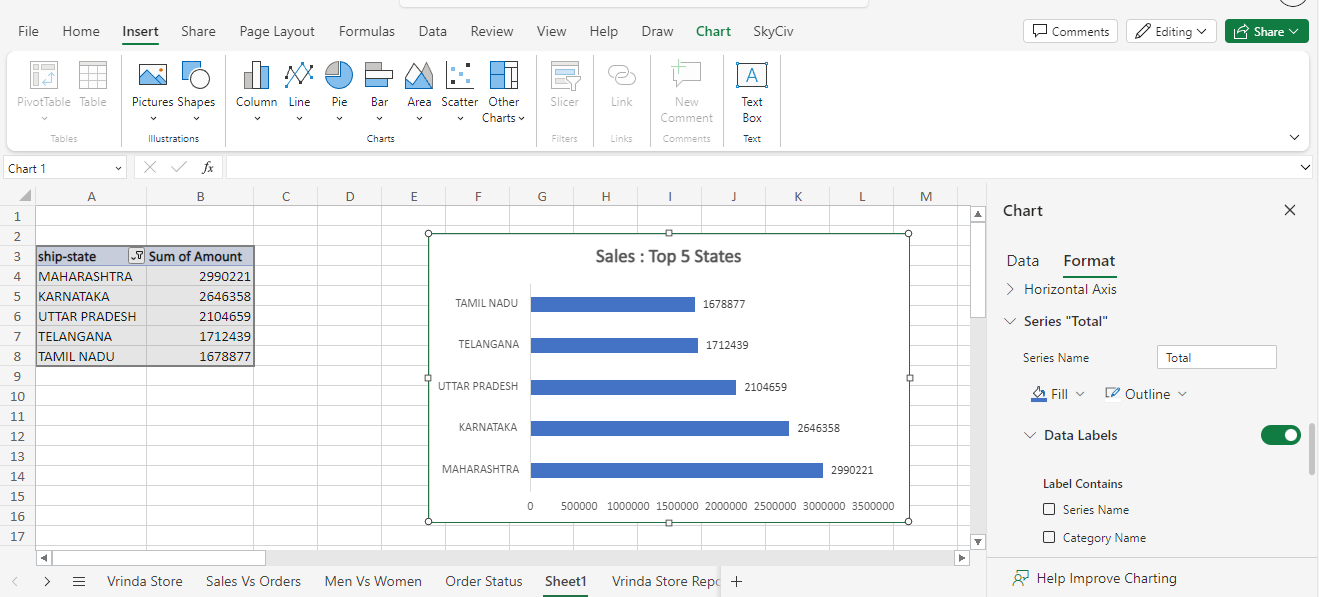 File Home Insert Share Page Layout Formulas Data Review View Help Draw Chart SkyCiv Comments Editing Share
PivotTable Table Pictures Shapes Column Line Pie Bar Area Scatter Other Charts Slicer Link New Comment Text Box
Tables Illustrations Charts Filters Links Comments Text
Chart 1 fx
A B C D E F G H I J K L M
1
2
3 ship-state Sum of Amount
4 MAHARASHTRA 2990221
5 KARNATAKA 2646358
6 UTTAR PRADESH 2104659
7 TELANGANA 1712439
8 TAMIL NADU 1678877
9
10
11
12
13
14
15
16
17
Sales : Top 5 States
TAMIL NADU 1678877
TELANGANA 1712439
UTTAR PRADESH 2104659
KARNATAKA 2646358
MAHARASHTRA 2990221
0 500000 1000000 1500000 2000000 2500000 3000000 3500000
Chart
Data Format
Horizontal Axis
Series "Total"
Series Name Total
Fill Outline
Data Labels
Label Contains
Series Name
Category Name
Help Improve Charting
Vrinda Store Sales Vs Orders Men Vs Women Order Status Sheet1 Vrinda Store Repo